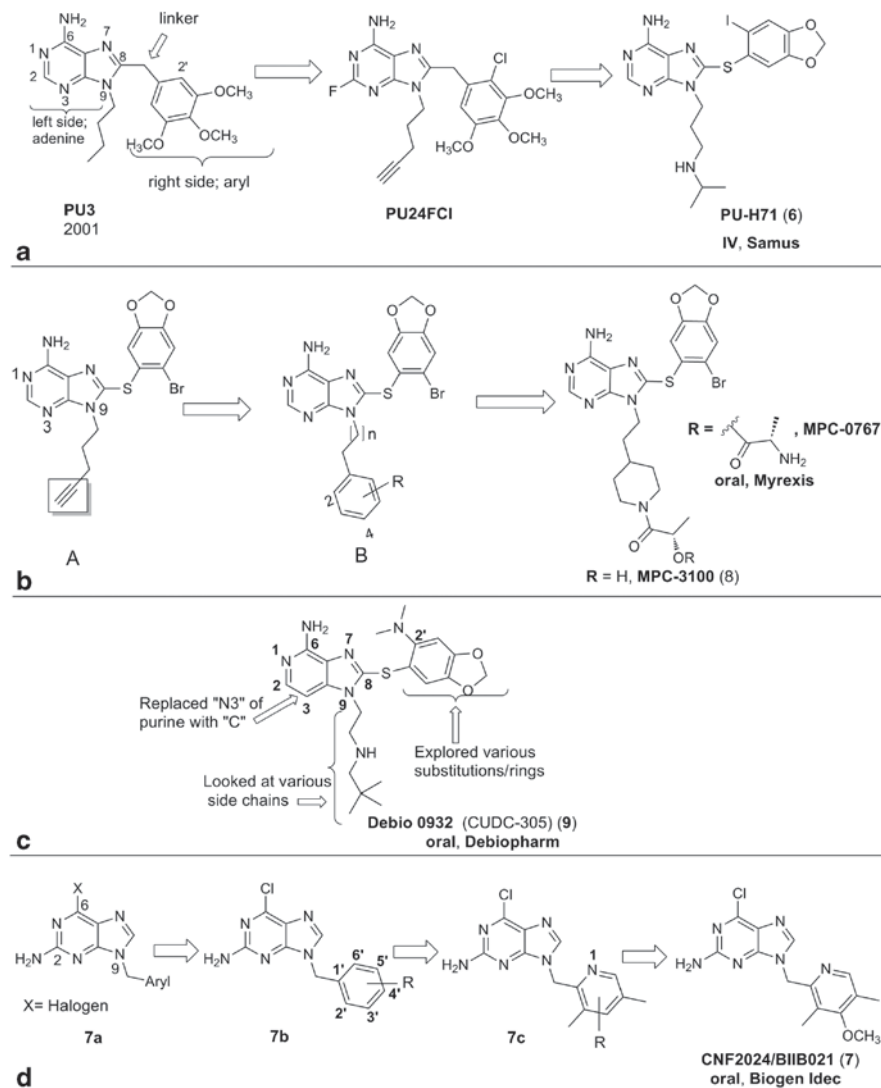 NH2
6
7
linker
N
N
1 N
8
2
N
N
3
9
2'
OCH3
left side;
adenine
H3CO
OCH3
right side; aryl
PU3
2001
NH2
N
N
Cl
F
N
N
OCH3
H3CO
OCH3
PU24FCl
NH2
I
O
O
N
N
S
N
N
HN
PU-H71 (6)
IV, Samus
a
O
O
NH2
1 N
N
Br
S
N
N
3
9
A
O
O
NH2
N
N
Br
S
N
9 N
n
2
R
4
B
O
O
NH2
N
N
Br
S
N
N
R =
, MPC-0767
O
NH2
oral, Myrexis
N
O
OR
R = H, MPC-3100 (8)
b
NH2
N
2'
1
6
7
N
N
O
S
O
2
8
N
3
9
Replaced "N3" of
purine with "C"
NH
Explored various
substitutions/rings
Looked at various
side chains
Debio 0932 (CUDC-305) (9)
oral, Debiopharm
c
X
6
N
N
H2N
2
N
N
9
Aryl
X= Halogen
7a
Cl
N
N
H2N
N
N
6'
5'
1'
R
4'
2'
3'
7b
Cl
N
N
1
H2N
N
N
N
R
7c
Cl
N
N
H2N
N
N
N
OCH3
CNF2024/BIIB021 (7)
oral, Biogen Idec
d